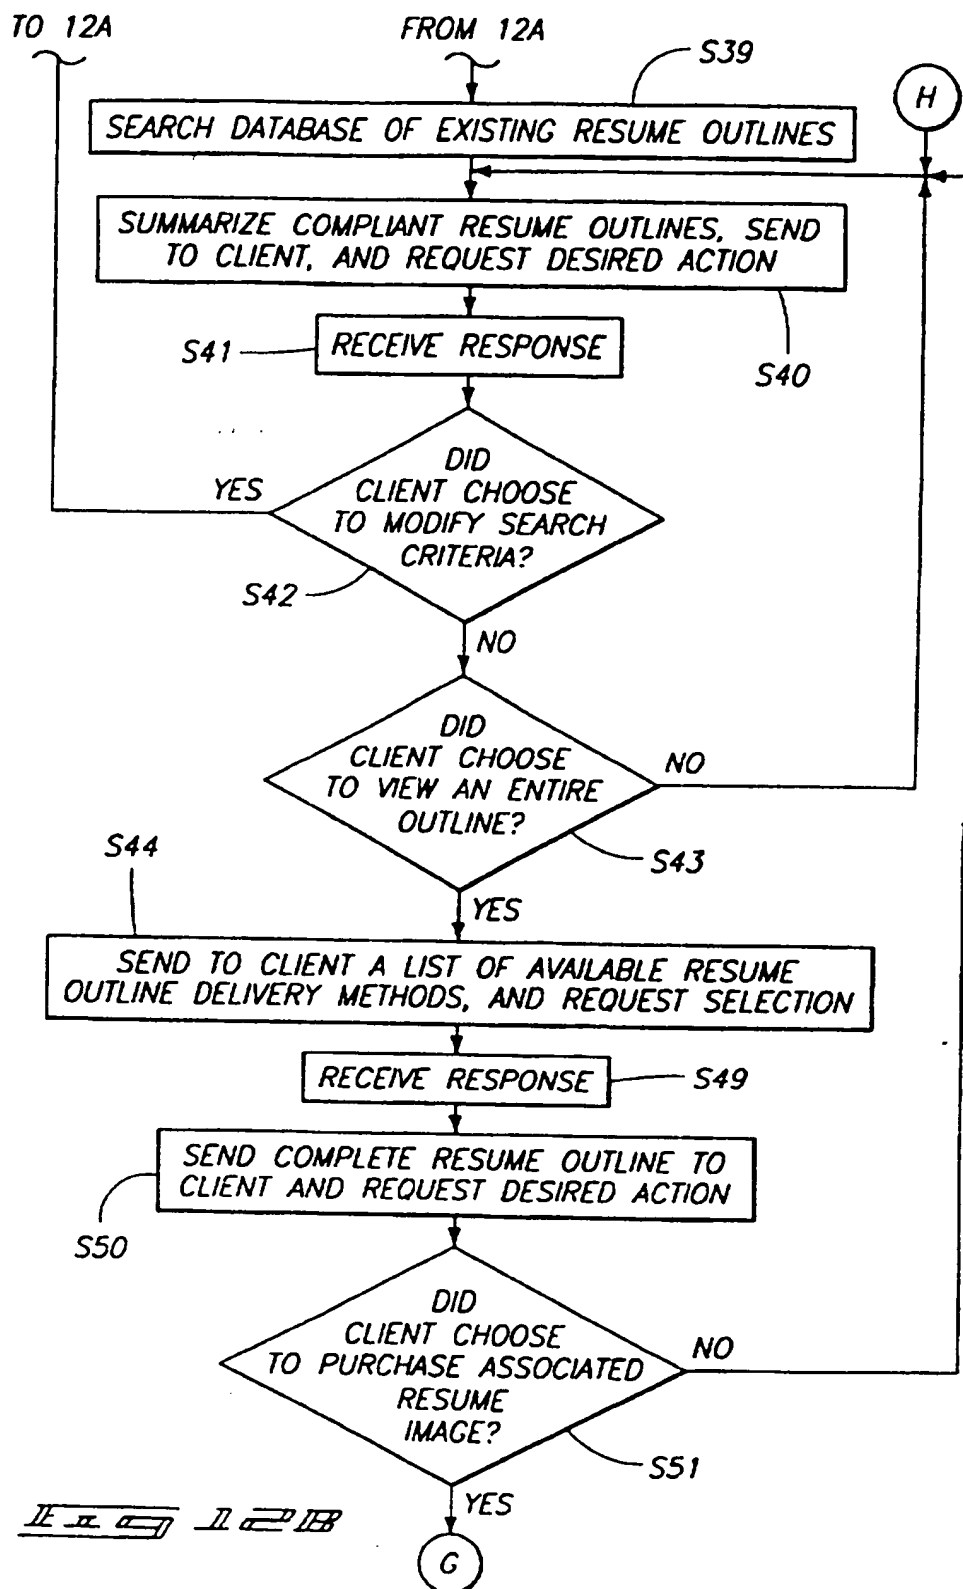 TO 12A
FROM 12A
S39
H
SEARCH DATABASE OF EXISTING RESUME OUTLINES
SUMMARIZE COMPLIANT RESUME OUTLINES, SEND
TO CLIENT, AND REQUEST DESIRED ACTION
S41
RECEIVE RESPONSE
S40
DID
CLIENT CHOOSE
TO MODIFY SEARCH
CRITERIA?
YES
S42
NO
DID
CLIENT CHOOSE
TO VIEW AN ENTIRE
OUTLINE?
NO
S43
S44
YES
SEND TO CLIENT A LIST OF AVAILABLE RESUME
OUTLINE DELIVERY METHODS, AND REQUEST SELECTION
RECEIVE RESPONSE
S49
SEND COMPLETE RESUME OUTLINE TO
CLIENT AND REQUEST DESIRED ACTION
S50
DID
CLIENT CHOOSE
TO PURCHASE ASSOCIATED
RESUME
IMAGE?
NO
S51
YES
FIG 12B
G